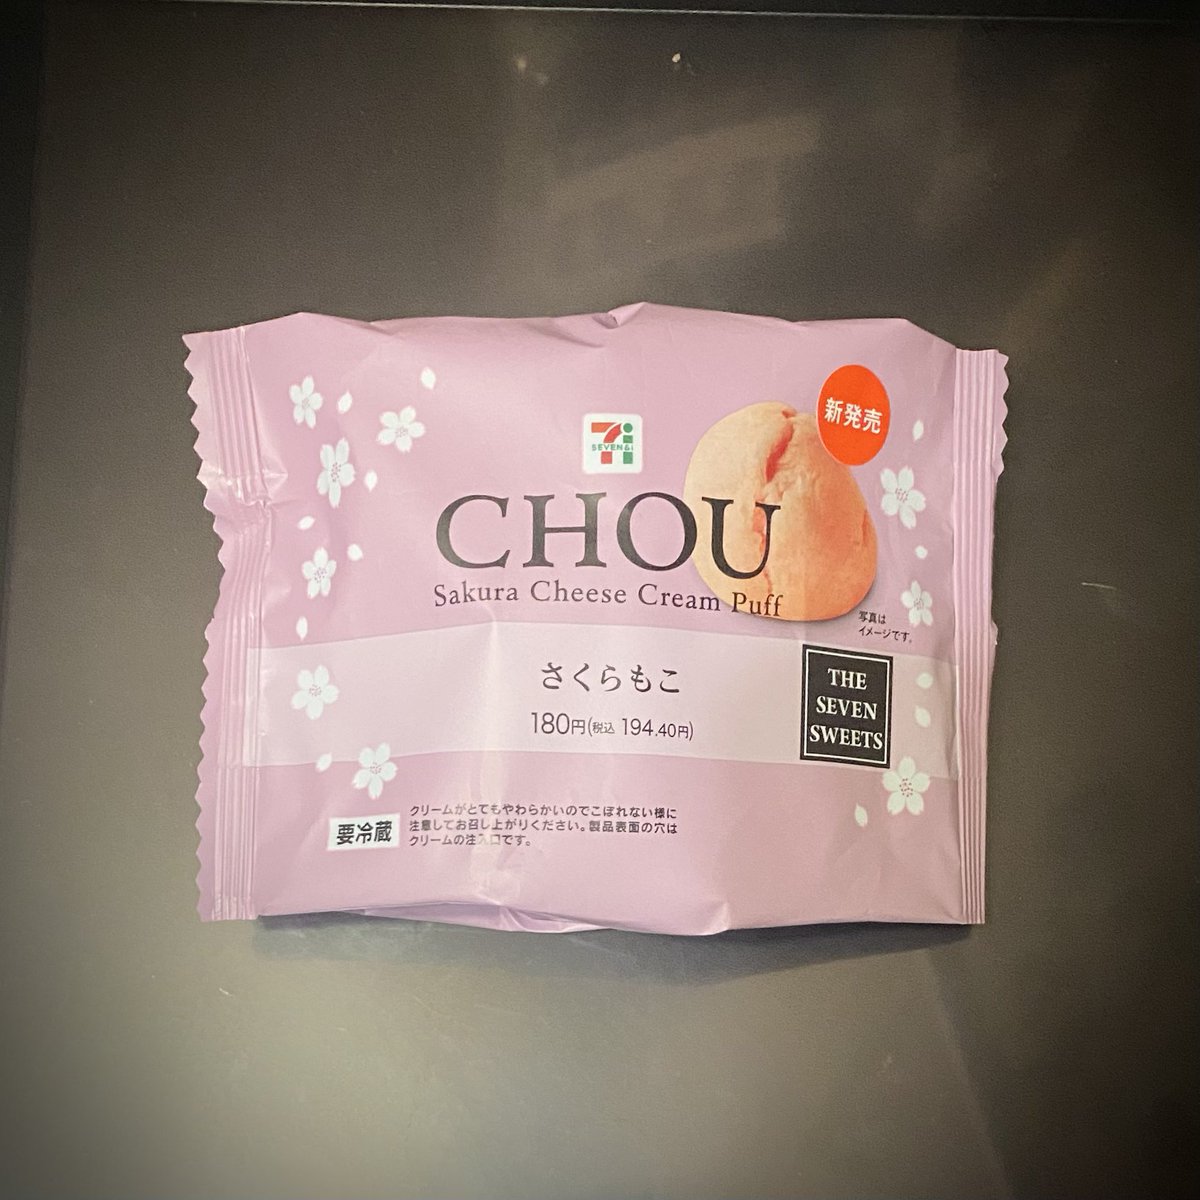 新発売
SEVEN&i
CHOU
Sakura Cheese Cream Puff
写真は
イメージです。
さくらもこ
180円(税込 194.40円)
THE
SEVEN
SWEETS
要冷蔵
クリームがとてもやわらかいのでこぼれない様に
注意してお召し上がりください。製品表面の穴は
クリームの注入口です。